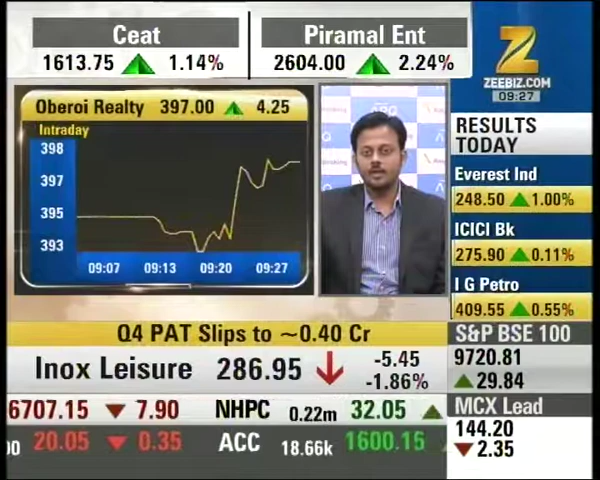 Ceat
1613.75 1.14%
Piramal Ent
2604.00 2.24%
Z
ZEEBIZ.COM
09:27
Oberoi Realty 397.00 4.25
Intraday
398
397
395
393
09:07 09:13 09:20 09:27
RESULTS
TODAY
Everest Ind
248.50 1.00%
ICICI Bk
275.90 0.11%
I G Petro
409.55 0.55%
Q4 PAT Slips to ~0.40 Cr
Inox Leisure 286.95 -5.45
-1.86%
S&P BSE 100
9720.81
29.84
MCX Lead
144.20
2.35
6707.15 7.90 NHPC 0.22m 32.05
00 20.05 0.35 ACC 18.66k 1600.15